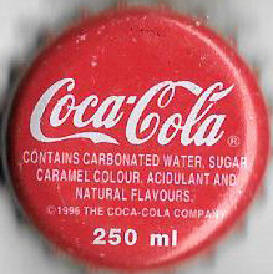 Coca-Cola ®
CONTAINS CARBONATED WATER, SUGAR,
CARAMEL COLOUR, ACIDULANT AND
NATURAL FLAVOURS.
©1996 THE COCA-COLA COMPANY
250 ml